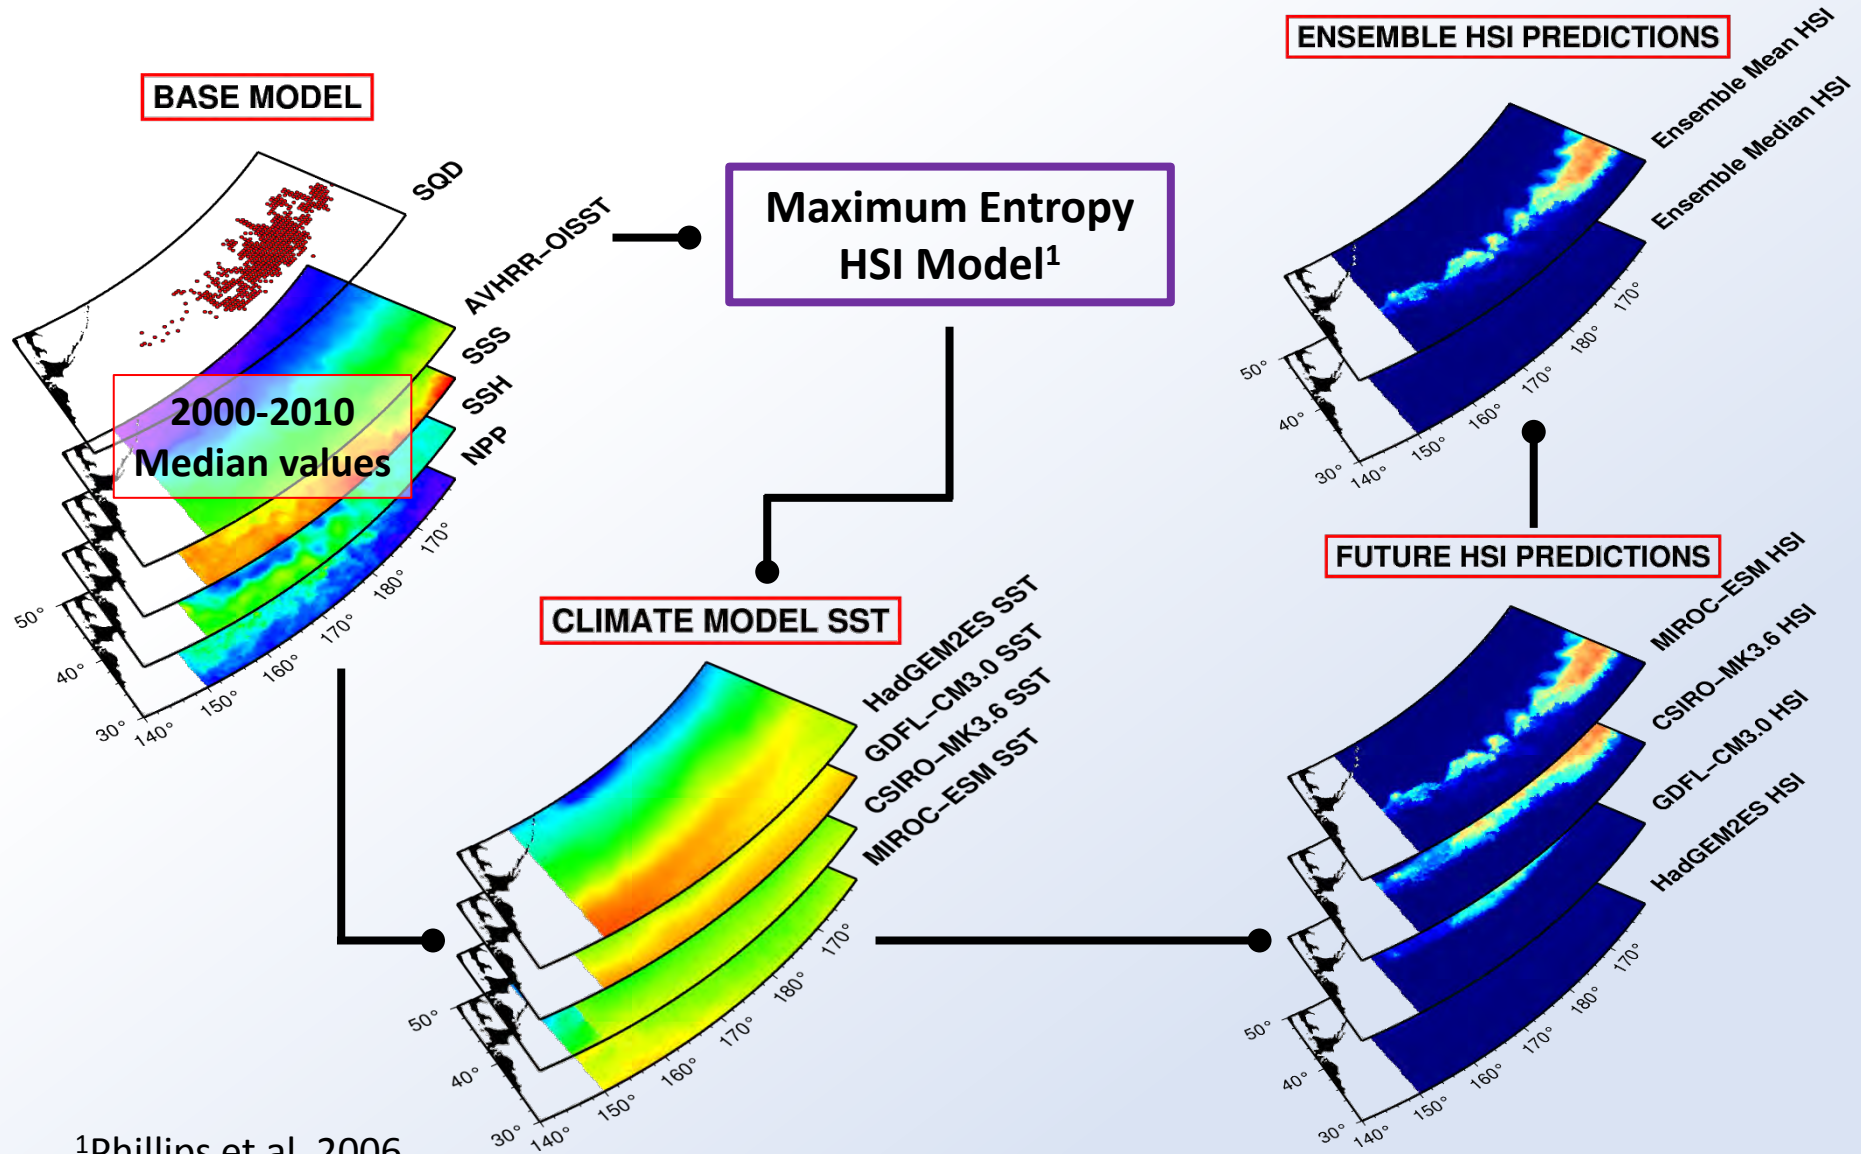 BASE MODEL
SQD
AVHRR–OISST
SSS
SSH
NPP
2000-2010
Median values
50°
40°
30°
140°
150°
160°
170°
180°
170°
Maximum Entropy
HSI Model¹
CLIMATE MODEL SST
HadGEM2ES SST
GDFL–CM3.0 SST
CSIRO–MK3.6 SST
MIROC–ESM SST
50°
40°
30°
140°
150°
160°
170°
180°
170°
ENSEMBLE HSI PREDICTIONS
Ensemble Mean HSI
Ensemble Median HSI
50°
40°
30°
140°
150°
160°
170°
180°
170°
FUTURE HSI PREDICTIONS
MIROC–ESM HSI
CSIRO–MK3.6 HSI
GDFL–CM3.0 HSI
HadGEM2ES HSI
50°
40°
30°
140°
150°
160°
170°
180°
170°
¹Phillips et al. 2006